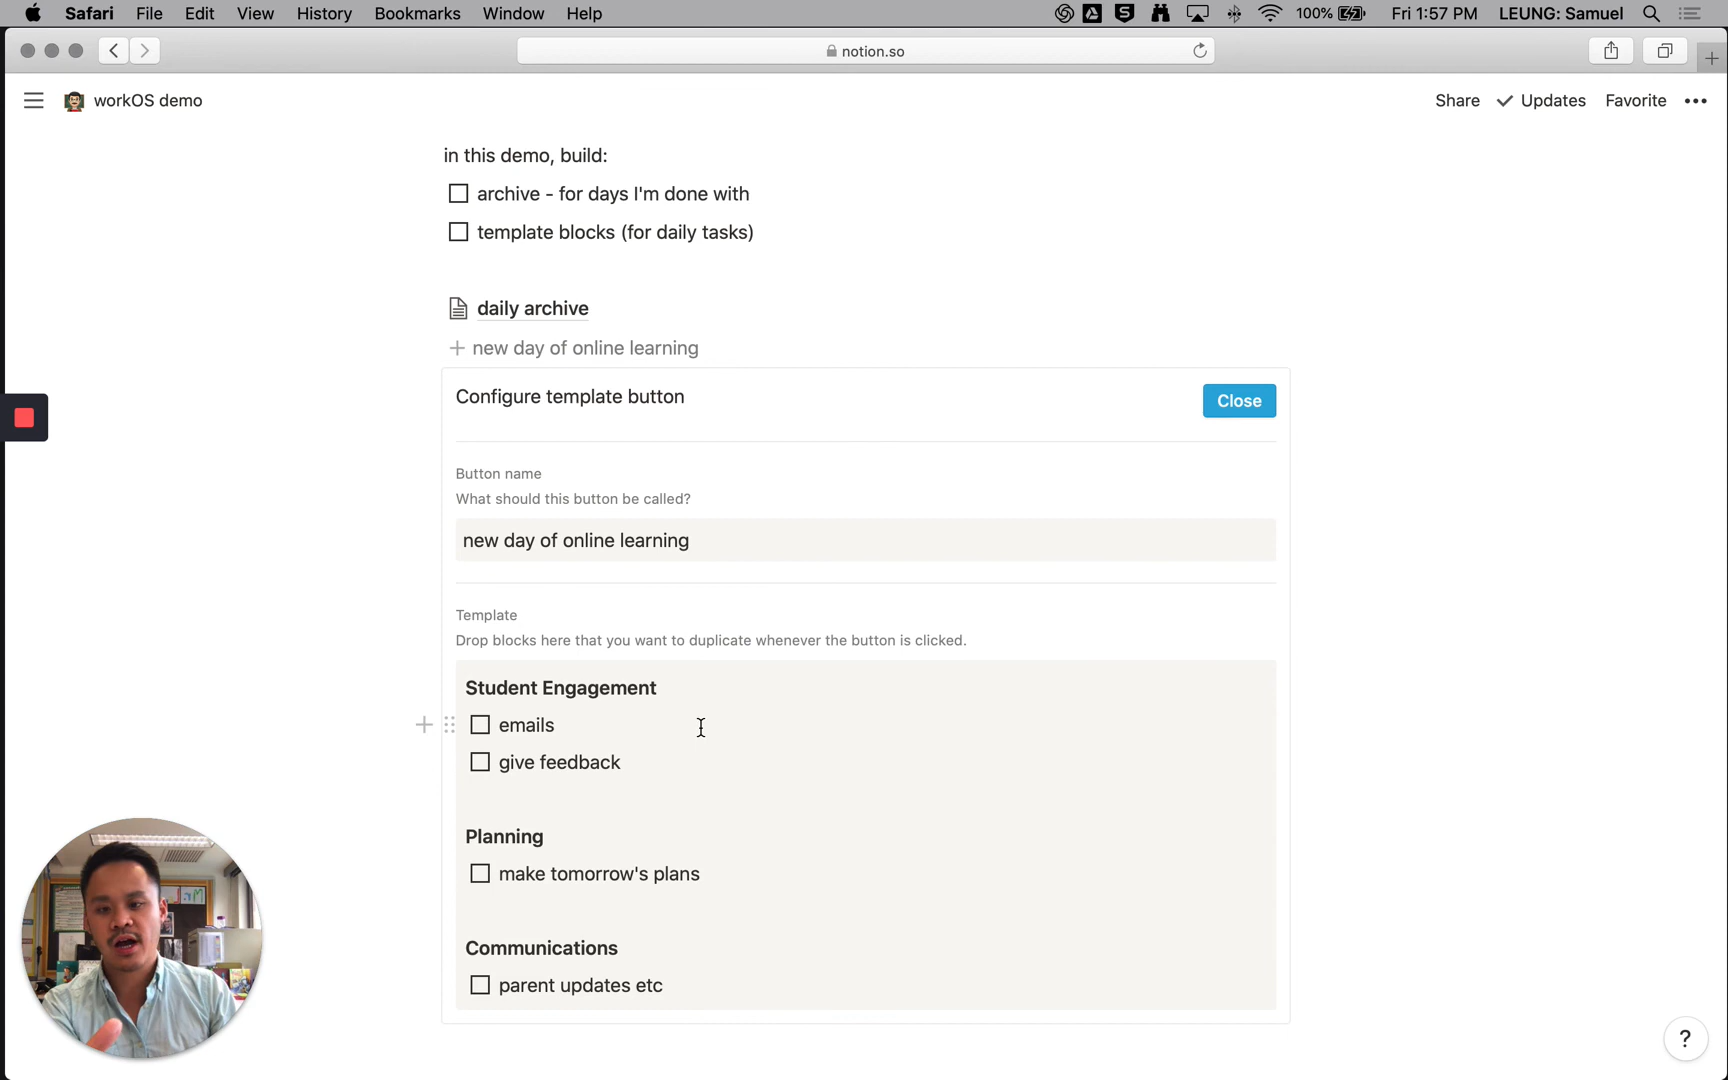 Safari File Edit View History Bookmarks Window Help 100% Fri 1:57 PM LEUNG: Samuel
notion.so
workOS demo Share Updates Favorite
in this demo, build:
archive - for days I'm done with
template blocks (for daily tasks)
daily archive
new day of online learning
Configure template button Close
Button name
What should this button be called?
new day of online learning
Template
Drop blocks here that you want to duplicate whenever the button is clicked.
Student Engagement
emails
give feedback
Planning
make tomorrow's plans
Communications
parent updates etc
?